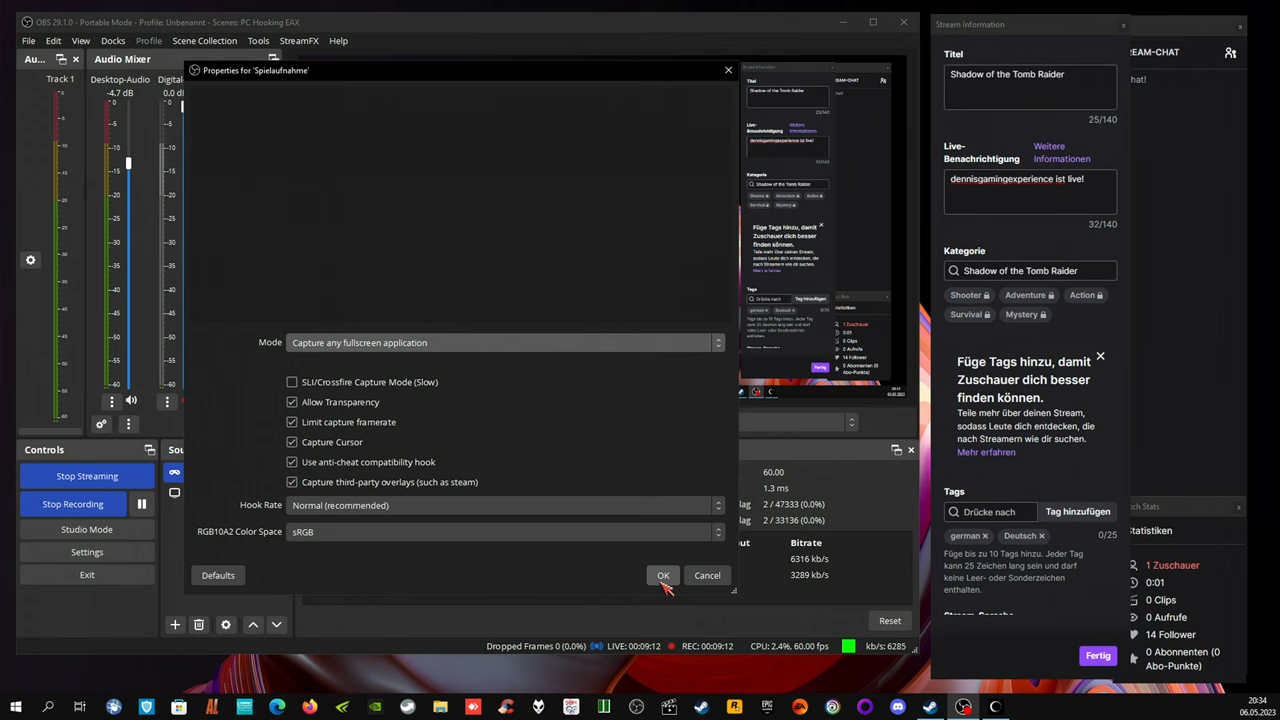 OBS 29.1.0 - Portable Mode - Profile: Unbenannt - Scenes: PC Hooking EAX
File Edit View Docks Profile Scene Collection Tools StreamFX Help
Au...
Audio Mixer
Track 1
Desktop-Audio
Digital
-4.7 dB
0.0 d
Properties for 'Spielaufnahme'
Mode
Capture any fullscreen application
SLI/Crossfire Capture Mode (Slow)
Allow Transparency
Limit capture framerate
Capture Cursor
Use anti-cheat compatibility hook
Capture third-party overlays (such as steam)
Hook Rate
Normal (recommended)
RGB10A2 Color Space
sRGB
Defaults
OK
Cancel
Controls
Sou
Stop Streaming
Stop Recording
Studio Mode
Settings
Exit
60.00
1.3 ms
lag
2 / 47333 (0.0%)
lag
2 / 33136 (0.0%)
out
Bitrate
6316 kb/s
3289 kb/s
Reset
Dropped Frames 0 (0.0%)
LIVE: 00:09:12
REC: 00:09:12
CPU: 2.4%, 60.00 fps
kb/s: 6285
Stream Information
Titel
Shadow of the Tomb Raider
25/140
Live-
Benachrichtigung
Weitere
Informationen
dennisgamingexperience ist live!
32/140
Kategorie
Shadow of the Tomb Raider
Shooter
Adventure
Action
Survival
Mystery
Füge Tags hinzu, damit
Zuschauer dich besser
finden können.
Teile mehr über deinen Stream,
sodass Leute dich entdecken, die
nach Streamern wie dir suchen.
Mehr erfahren
Tags
Drücke nach
Tag hinzufügen
german
Deutsch
0/25
Füge bis zu 10 Tags hinzu. Jeder Tag
kann 25 Zeichen lang sein und darf
keine Leer- oder Sonderzeichen
enthalten.
Fertig
REAM-CHAT
hat!
tch Stats
Statistiken
1 Zuschauer
0:01
0 Clips
0 Aufrufe
14 Follower
0 Abonnenten (0
Abo-Punkte)
20:34
06.05.2023